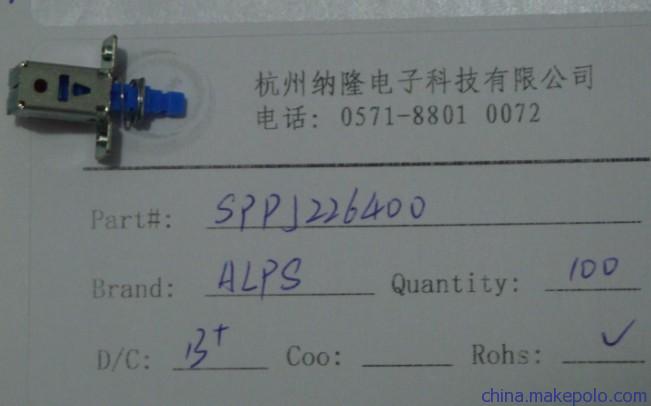 杭州纳隆电子科技有限公司
电话: 0571-8801 0072
Part#: SPPJ226400
Brand: ALPS Quantity: 100
D/C: 13+ Coo: Rohs: ✓
china.makepolo.com